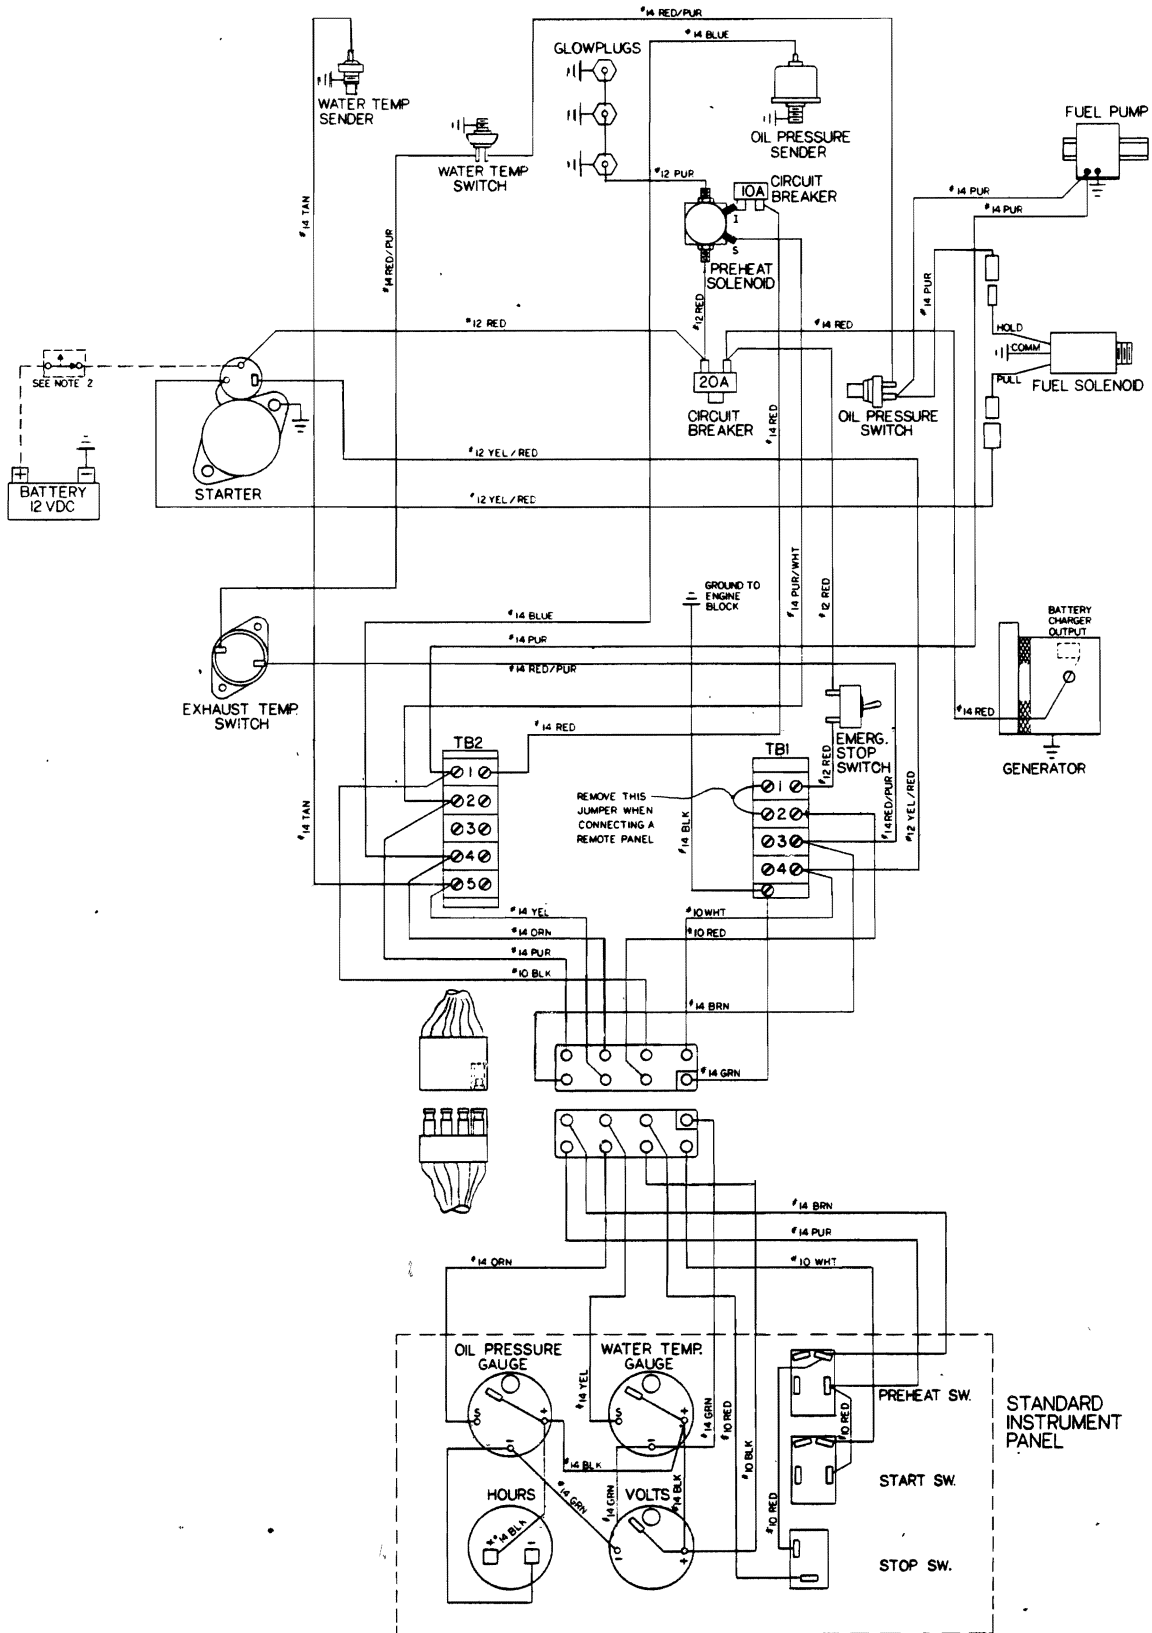 #14 RED/PUR
#14 BLUE
GLOWPLUGS
WATER TEMP
SENDER
OIL PRESSURE
SENDER
FUEL PUMP
WATER TEMP
SWITCH
#12 PUR
10A
CIRCUIT
BREAKER
I
S
#14 PUR
#14 PUR
#14 TAN
#14 RED/PUR
PREHEAT
SOLENOID
#12 RED
#14 PUR
#12 RED
#14 RED
HOLD
COMM
PULL
FUEL SOLENOID
SEE NOTE 2
20A
CIRCUIT
BREAKER
#14 RED
OIL PRESSURE
SWITCH
+
-
BATTERY
12 VDC
STARTER
#12 YEL/RED
#12 YEL/RED
#14 PUR/WHT
#12 RED
GROUND TO
ENGINE
BLOCK
#14 BLUE
#14 PUR
#14 RED/PUR
BATTERY
CHARGER
OUTPUT
EXHAUST TEMP.
SWITCH
#14 RED
#14 RED
GENERATOR
EMERG.
STOP
SWITCH
#12 RED
TB2
1
2
3
4
5
TB1
1
2
3
4
REMOVE THIS
JUMPER WHEN
CONNECTING A
REMOTE PANEL
#14 TAN
#14 BLK
#14 RED/PUR
#12 YEL/RED
#14 YEL
#14 ORN
#14 PUR
#10 BLK
#10 WHT
#10 RED
#14 BRN
#14 GRN
#14 BRN
#14 PUR
#10 WHT
#14 ORN
OIL PRESSURE
GAUGE
WATER TEMP.
GAUGE
S
+
-
S
+
-
#14 YEL
#14 GRN
#10 RED
#10 BLK
PREHEAT SW.
#10 RED
STANDARD
INSTRUMENT
PANEL
#14 BLK
#14 GRN
#14 GRN
#14 BLK
START SW.
#10 RED
HOURS
+
#14 BLK
-
VOLTS
-
+
STOP SW.